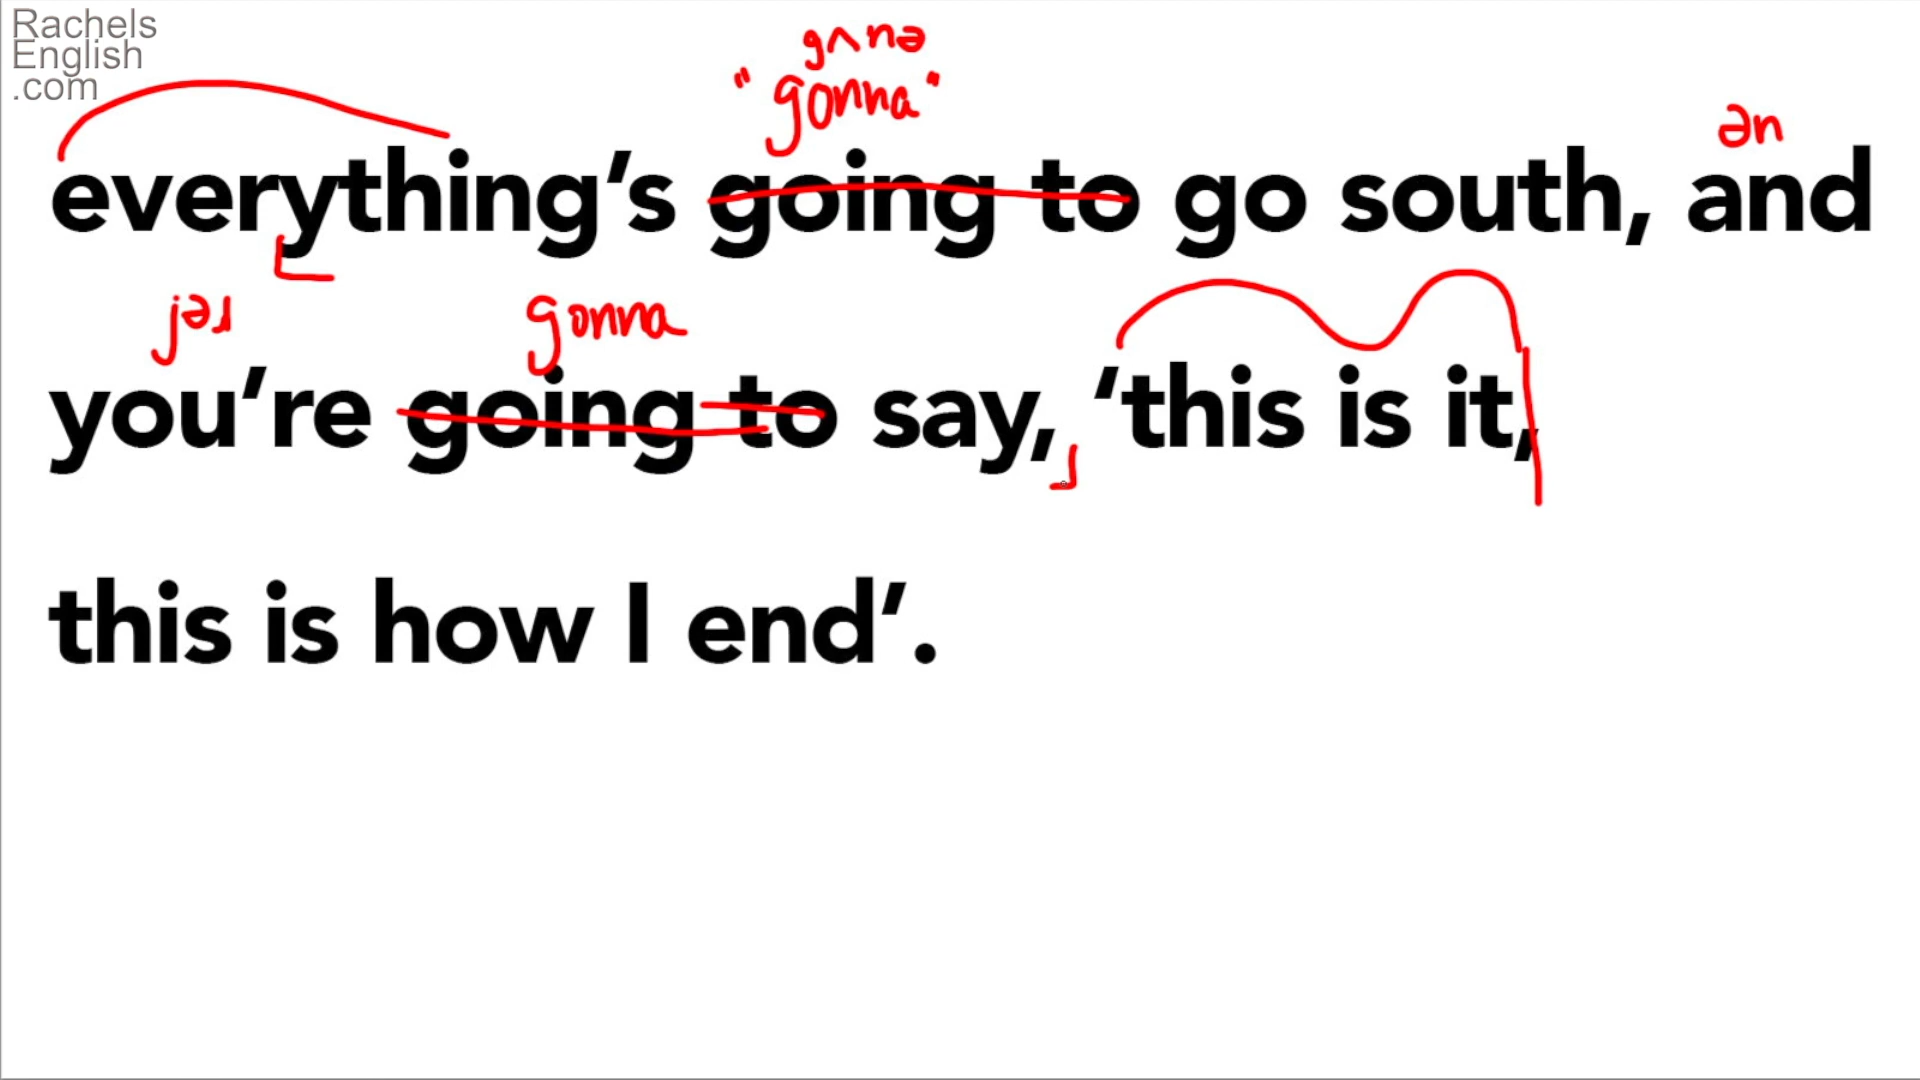 Rachels
English
.com
gʌnə
"gonna"
ən
everything's going to go south, and
jəɹ
gonna
you're going to say, 'this is it,
this is how I end'.